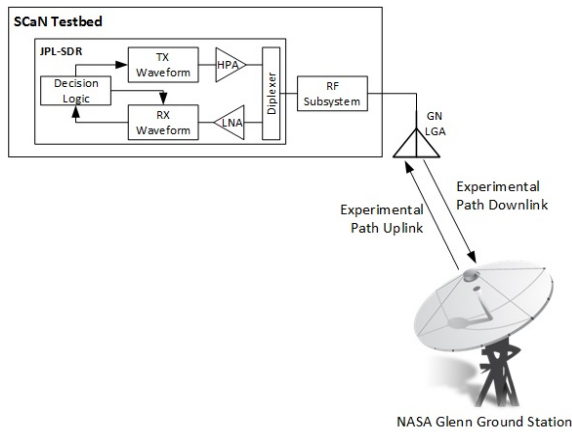 SCaN Testbed
JPL-SDR
TX
Waveform
HPA
Decision
Logic
RX
Waveform
LNA
Diplexer
RF
Subsystem
GN
LGA
Experimental
Path Downlink
Experimental
Path Uplink
NASA Glenn Ground Station